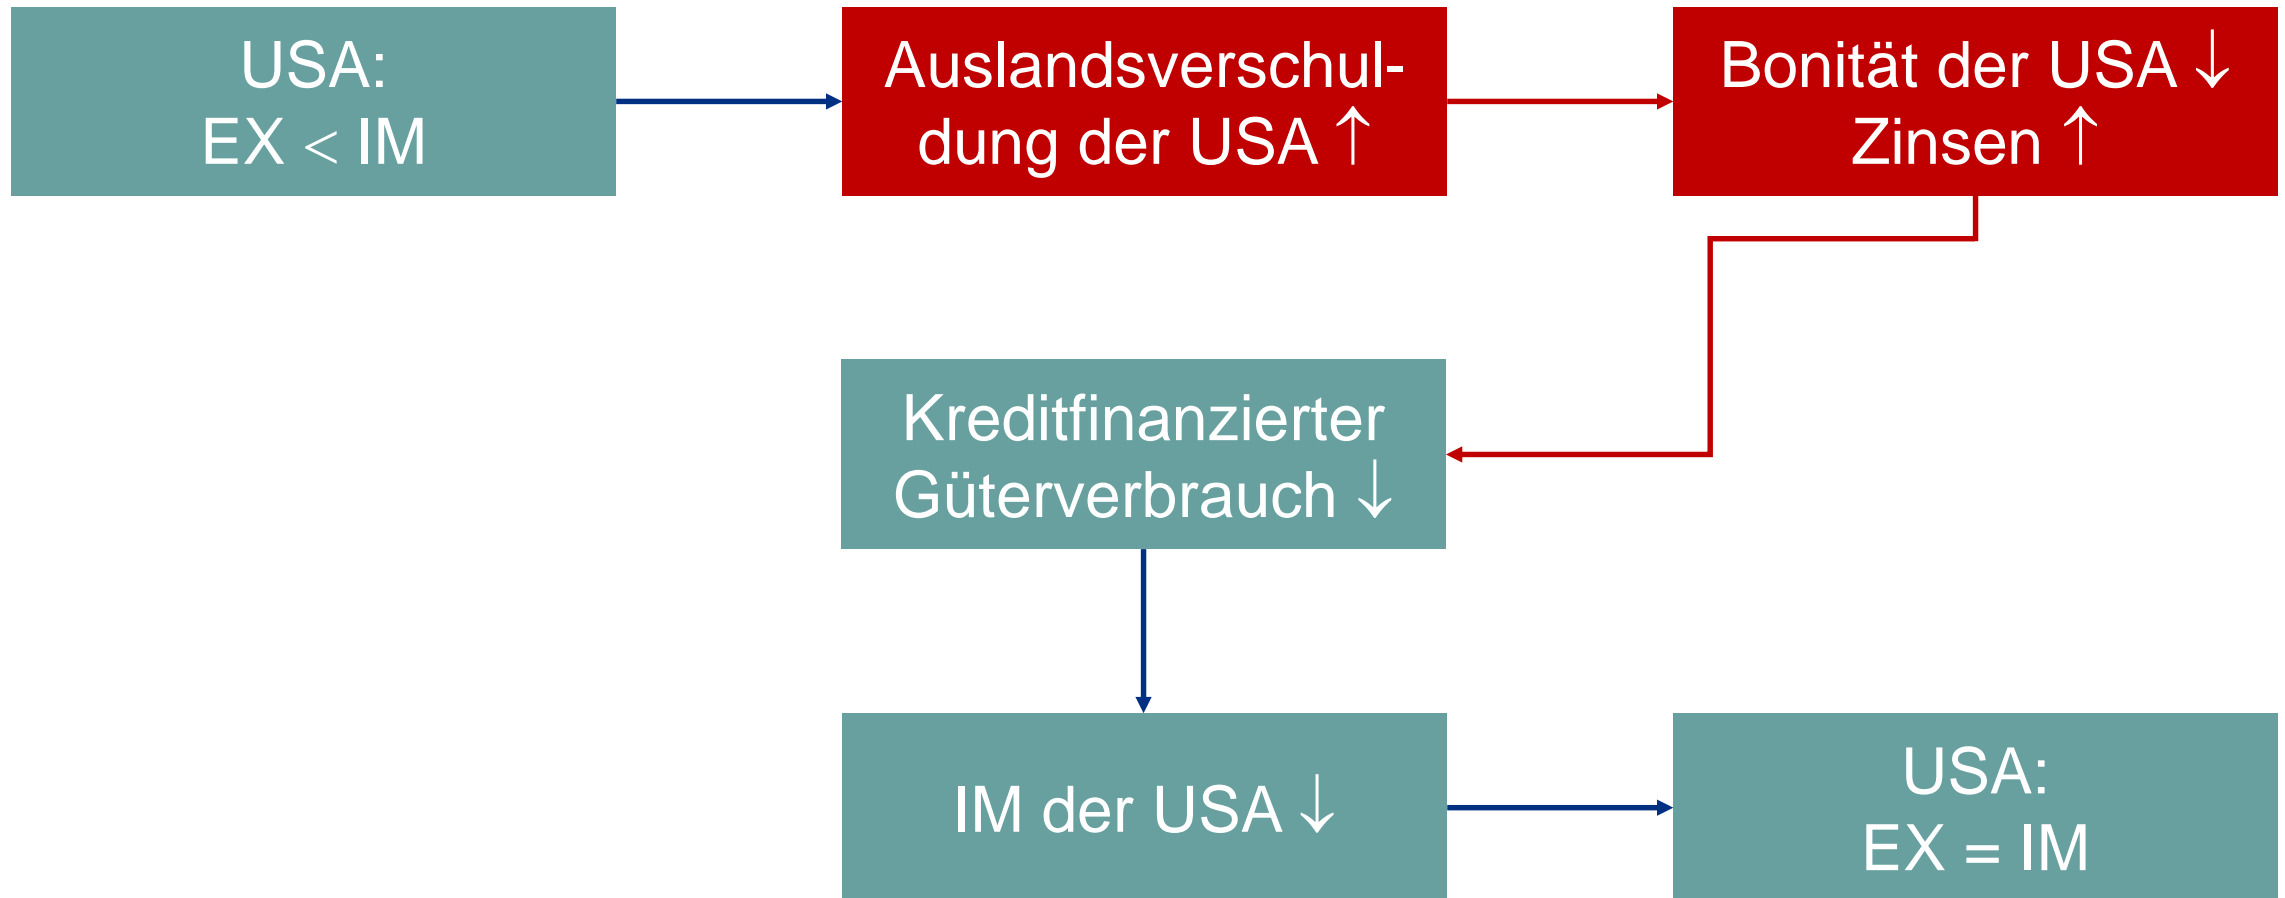 USA:
EX < IM
Auslandsverschul-
dung der USA ↑
Bonität der USA ↓
Zinsen ↑
Kreditfinanzierter
Güterverbrauch ↓
IM der USA ↓
USA:
EX = IM